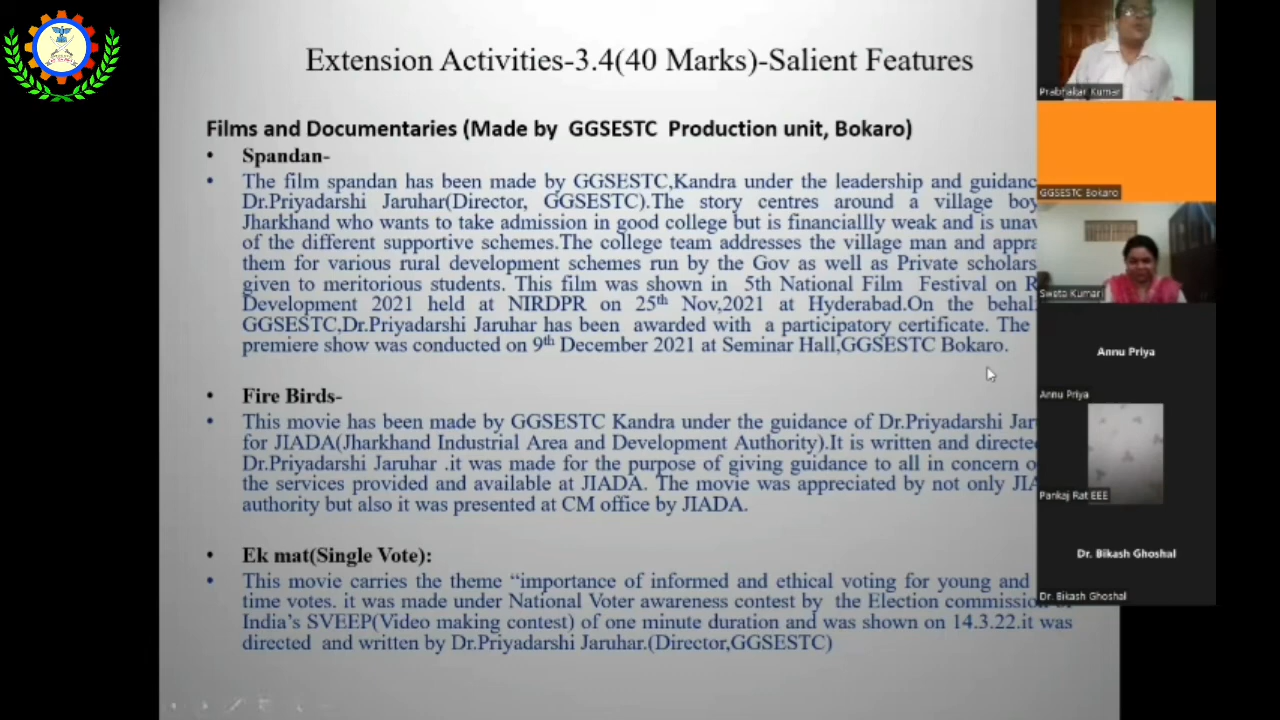 Extension Activities-3.4(40 Marks)-Salient Features
Films and Documentaries (Made by GGSESTC Production unit, Bokaro)
• Spandan-
• The film spandan has been made by GGSESTC,Kandra under the leadership and guidanc
Dr.Priyadarshi Jaruhar(Director, GGSESTC).The story centres around a village boy
Jharkhand who wants to take admission in good college but is financiallly weak and is unav
of the different supportive schemes.The college team addresses the village man and appra
them for various rural development schemes run by the Gov as well as Private scholars
given to meritorious students. This film was shown in 5th National Film Festival on R
Development 2021 held at NIRDPR on 25th Nov,2021 at Hyderabad.On the behal
GGSESTC,Dr.Priyadarshi Jaruhar has been awarded with a participatory certificate. The
premiere show was conducted on 9th December 2021 at Seminar Hall,GGSESTC Bokaro.
• Fire Birds-
• This movie has been made by GGSESTC Kandra under the guidance of Dr.Priyadarshi Jar
for JIADA(Jharkhand Industrial Area and Development Authority).It is written and directe
Dr.Priyadarshi Jaruhar .it was made for the purpose of giving guidance to all in concern o
the services provided and available at JIADA. The movie was appreciated by not only JIA
authority but also it was presented at CM office by JIADA.
• Ek mat(Single Vote):
• This movie carries the theme “importance of informed and ethical voting for young and
time votes. it was made under National Voter awareness contest by the Election commissio
India’s SVEEP(Video making contest) of one minute duration and was shown on 14.3.22.it was
directed and written by Dr.Priyadarshi Jaruhar.(Director,GGSESTC)
Prabhakar Kumar
GGSESTC Bokaro
Sweta Kumari
Annu Priya
Annu Priya
Pankaj Rat EEE
Dr. Bikash Ghoshal
Dr. Bikash Ghoshal